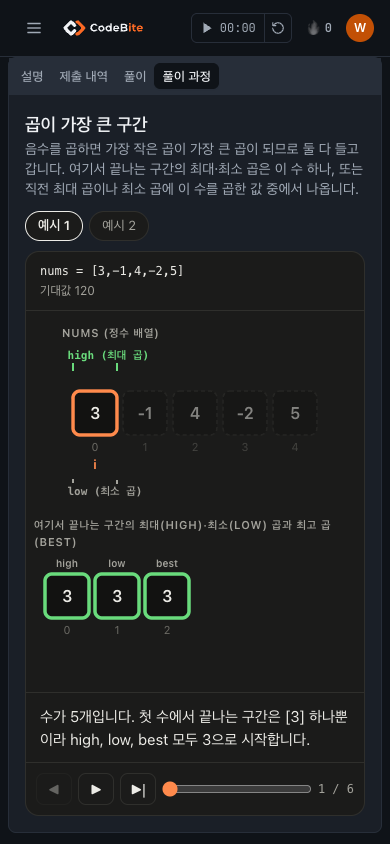 CodeBite
00:00
0
W
설명
제출 내역
풀이
풀이 과정
곱이 가장 큰 구간
음수를 곱하면 가장 작은 곱이 가장 큰 곱이 되므로 둘 다 들고
갑니다. 여기서 끝나는 구간의 최대·최소 곱은 이 수 하나, 또는
직전 최대 곱이나 최소 곱에 이 수를 곱한 값 중에서 나옵니다.
예시 1
예시 2
nums = [3,-1,4,-2,5]
기대값 120
NUMS (정수 배열)
high (최대 곱)
3 -1 4 -2 5
0 1 2 3 4
i
low (최소 곱)
여기서 끝나는 구간의 최대(HIGH)·최소(LOW) 곱과 최고 곱
(BEST)
high low best
3 3 3
0 1 2
수가 5개입니다. 첫 수에서 끝나는 구간은 [3] 하나뿐
이라 high, low, best 모두 3으로 시작합니다.
1 / 6